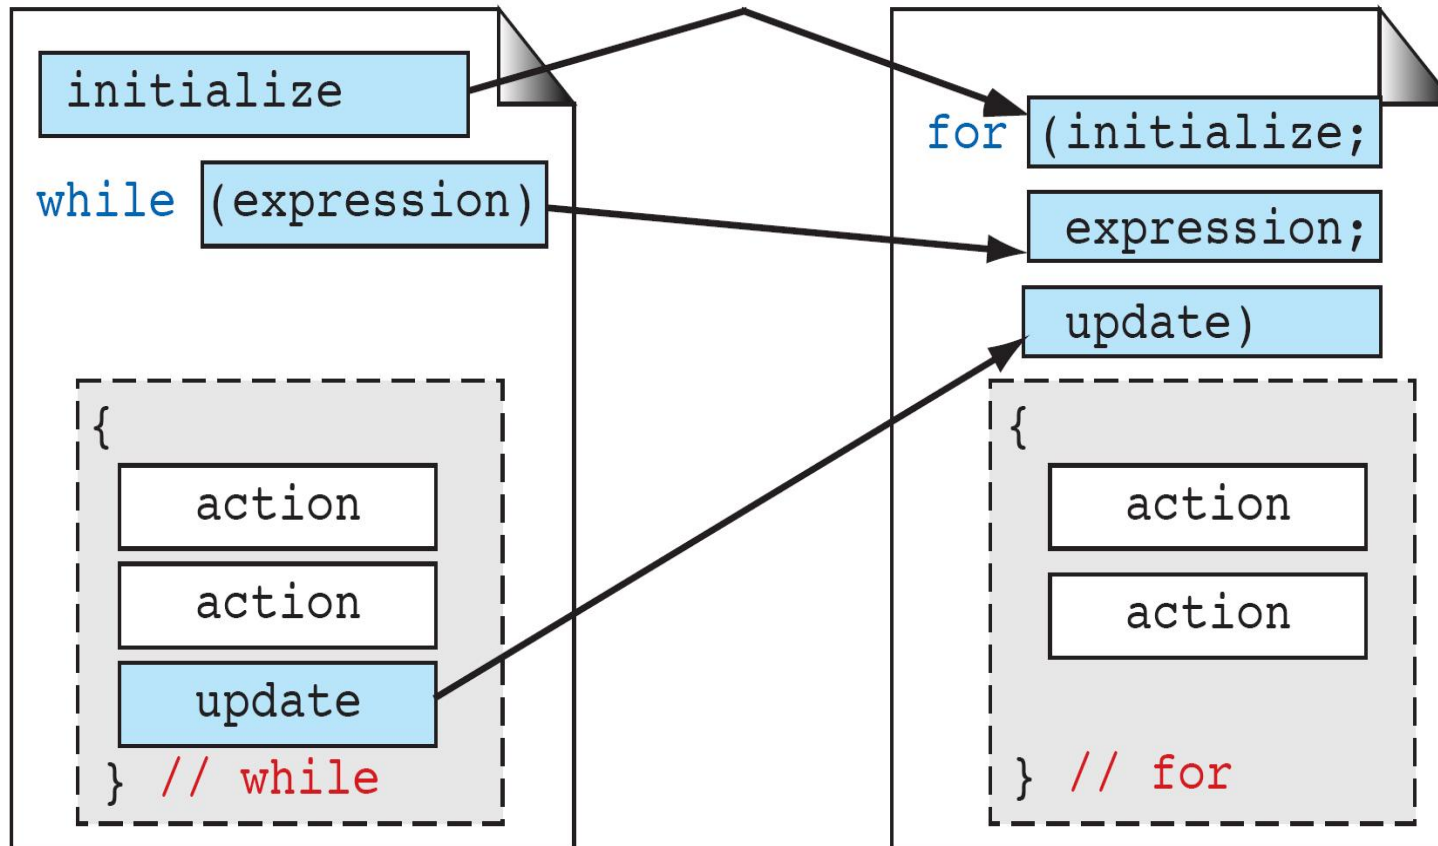 initialize
while (expression)
{
action
action
update
} // while
for (initialize;
expression;
update)
{
action
action
} // for